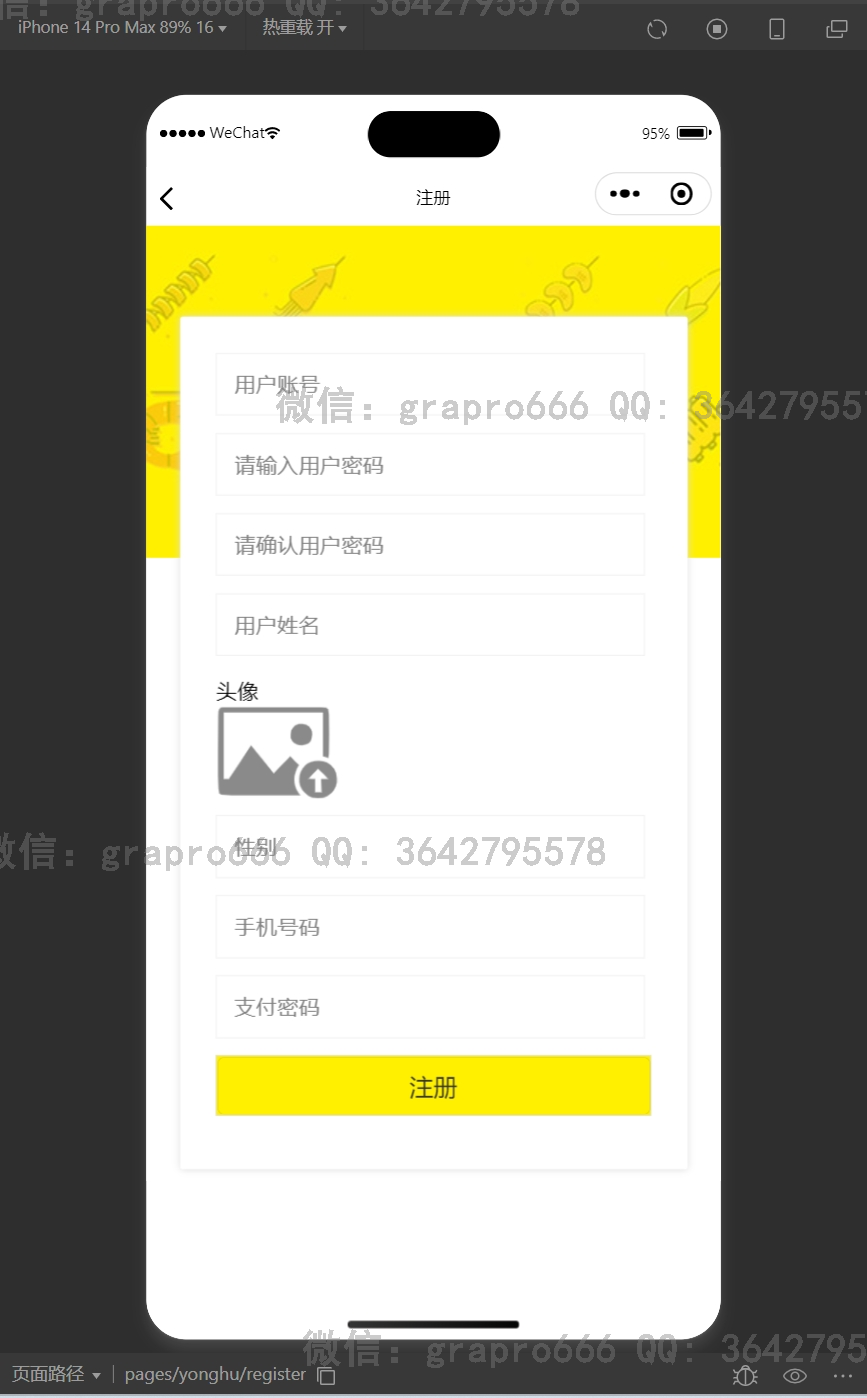 微信：grapro666 QQ: 3642795578
iPhone 14 Pro Max 89% 16 热重载 开
WeChat 95%
注册
用户账号
微信：grapro666 QQ: 364279557
请输入用户密码
请确认用户密码
用户姓名
头像
性别
微信：grapro666 QQ: 3642795578
手机号码
支付密码
注册
微信：grapro666 QQ: 3642795
页面路径 pages/yonghu/register